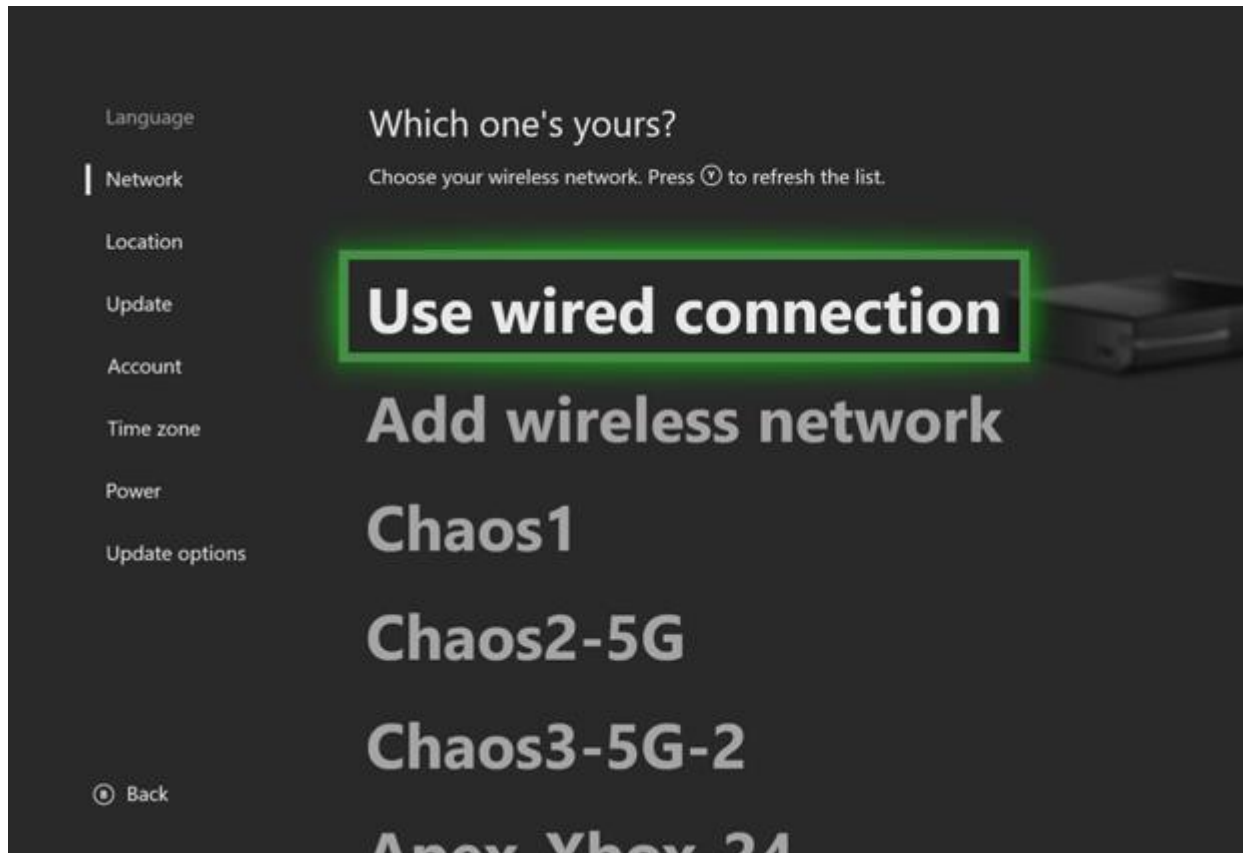 Language
Network
Location
Update
Account
Time zone
Power
Update options
Ⓑ Back
Which one's yours?
Choose your wireless network. Press Ⓨ to refresh the list.
Use wired connection
Add wireless network
Chaos1
Chaos2-5G
Chaos3-5G-2